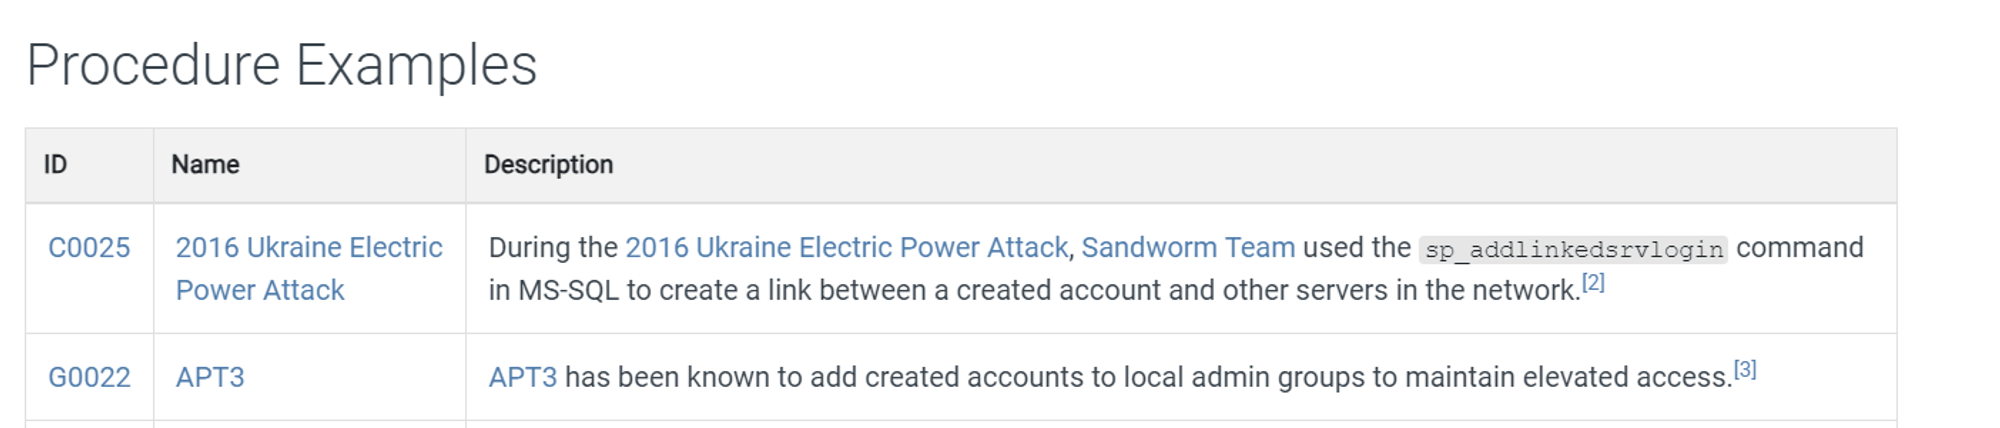 Procedure Examples
ID Name Description
C0025 2016 Ukraine Electric Power Attack During the 2016 Ukraine Electric Power Attack, Sandworm Team used the sp_addlinkedsrvlogin command
in MS-SQL to create a link between a created account and other servers in the network.[2]
G0022 APT3 APT3 has been known to add created accounts to local admin groups to maintain elevated access.[3]